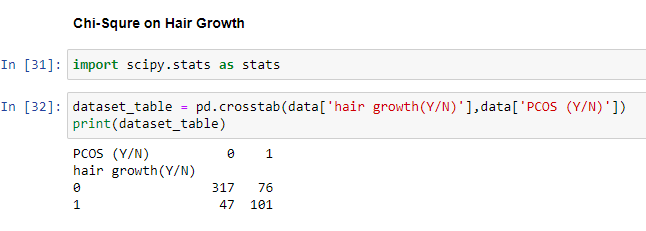 Chi-Squre on Hair Growth
In [31]: import scipy.stats as stats
In [32]: dataset_table = pd.crosstab(data['hair growth(Y/N)'],data['PCOS (Y/N)'])
print(dataset_table)
PCOS (Y/N) 0 1
hair growth(Y/N)
0 317 76
1 47 101